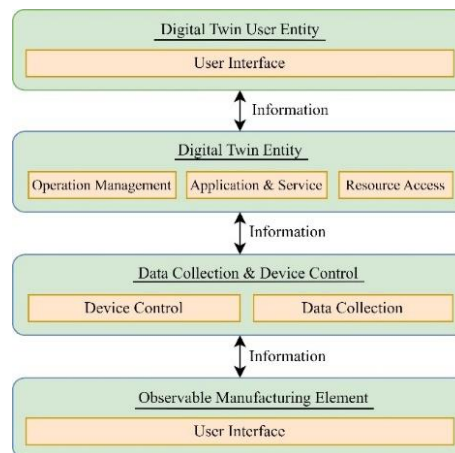 Digital Twin User Entity
User Interface
Information
Digital Twin Entity
Operation Management
Application & Service
Resource Access
Information
Data Collection & Device Control
Device Control
Data Collection
Information
Observable Manufacturing Element
User Interface